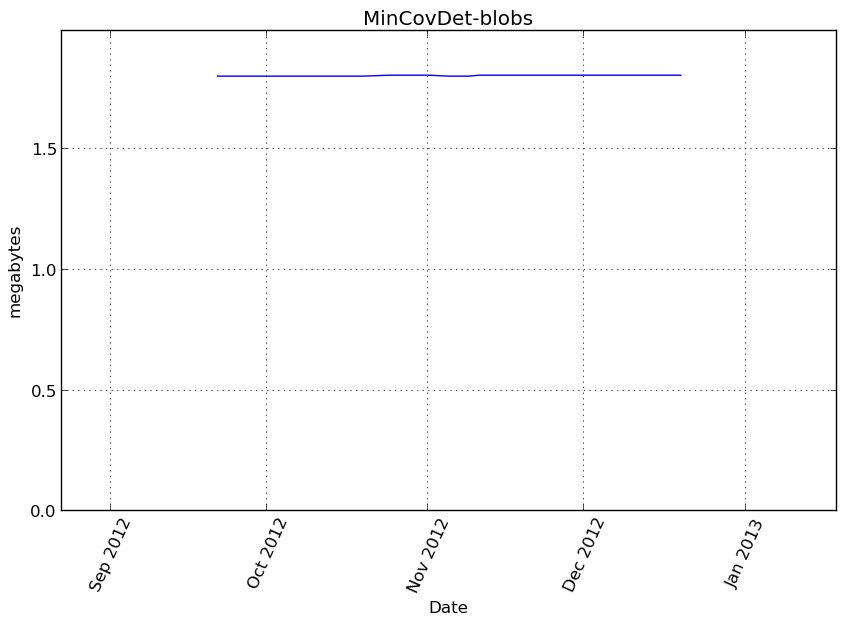 MinCovDet-blobs
megabytes
1.5
1.0
0.5
0.0
Sep 2012
Oct 2012
Nov 2012
Dec 2012
Jan 2013
Date